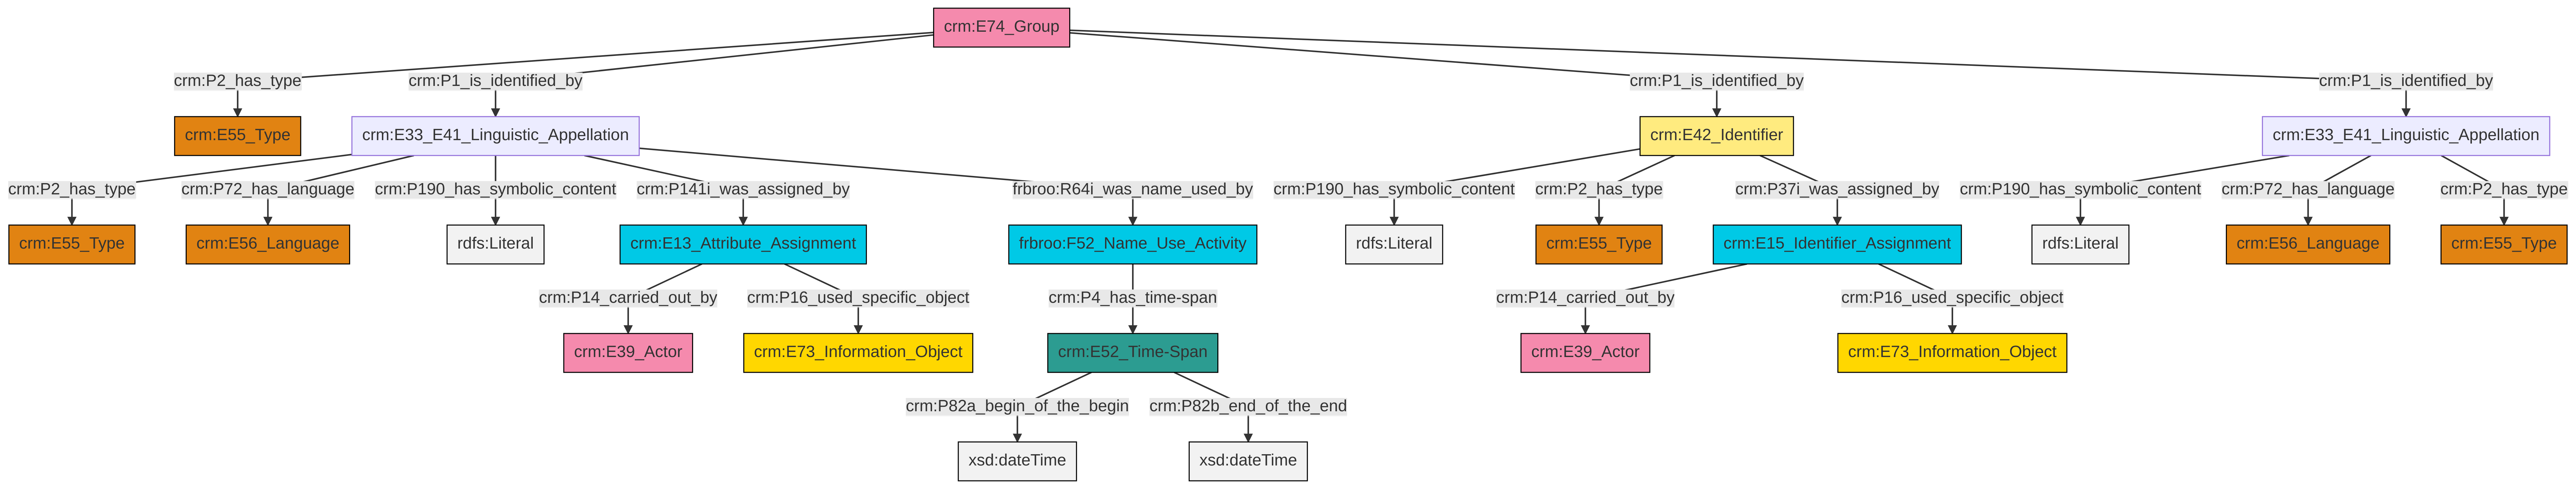 crm:E74_Group
crm:P2_has_type
crm:P1_is_identified_by
crm:P1_is_identified_by
crm:P1_is_identified_by
crm:E55_Type
crm:E33_E41_Linguistic_Appellation
crm:E42_Identifier
crm:E33_E41_Linguistic_Appellation
crm:P2_has_type
crm:P72_has_language
crm:P190_has_symbolic_content
crm:P141i_was_assigned_by
frbroo:R64i_was_name_used_by
crm:P190_has_symbolic_content
crm:P2_has_type
crm:P37i_was_assigned_by
crm:P190_has_symbolic_content
crm:P72_has_language
crm:P2_has_type
crm:E55_Type
crm:E56_Language
rdfs:Literal
crm:E13_Attribute_Assignment
frbroo:F52_Name_Use_Activity
rdfs:Literal
crm:E55_Type
crm:E15_Identifier_Assignment
rdfs:Literal
crm:E56_Language
crm:E55_Type
crm:P14_carried_out_by
crm:P16_used_specific_object
crm:P4_has_time-span
crm:P14_carried_out_by
crm:P16_used_specific_object
crm:E39_Actor
crm:E73_Information_Object
crm:E52_Time-Span
crm:E39_Actor
crm:E73_Information_Object
crm:P82a_begin_of_the_begin
crm:P82b_end_of_the_end
xsd:dateTime
xsd:dateTime